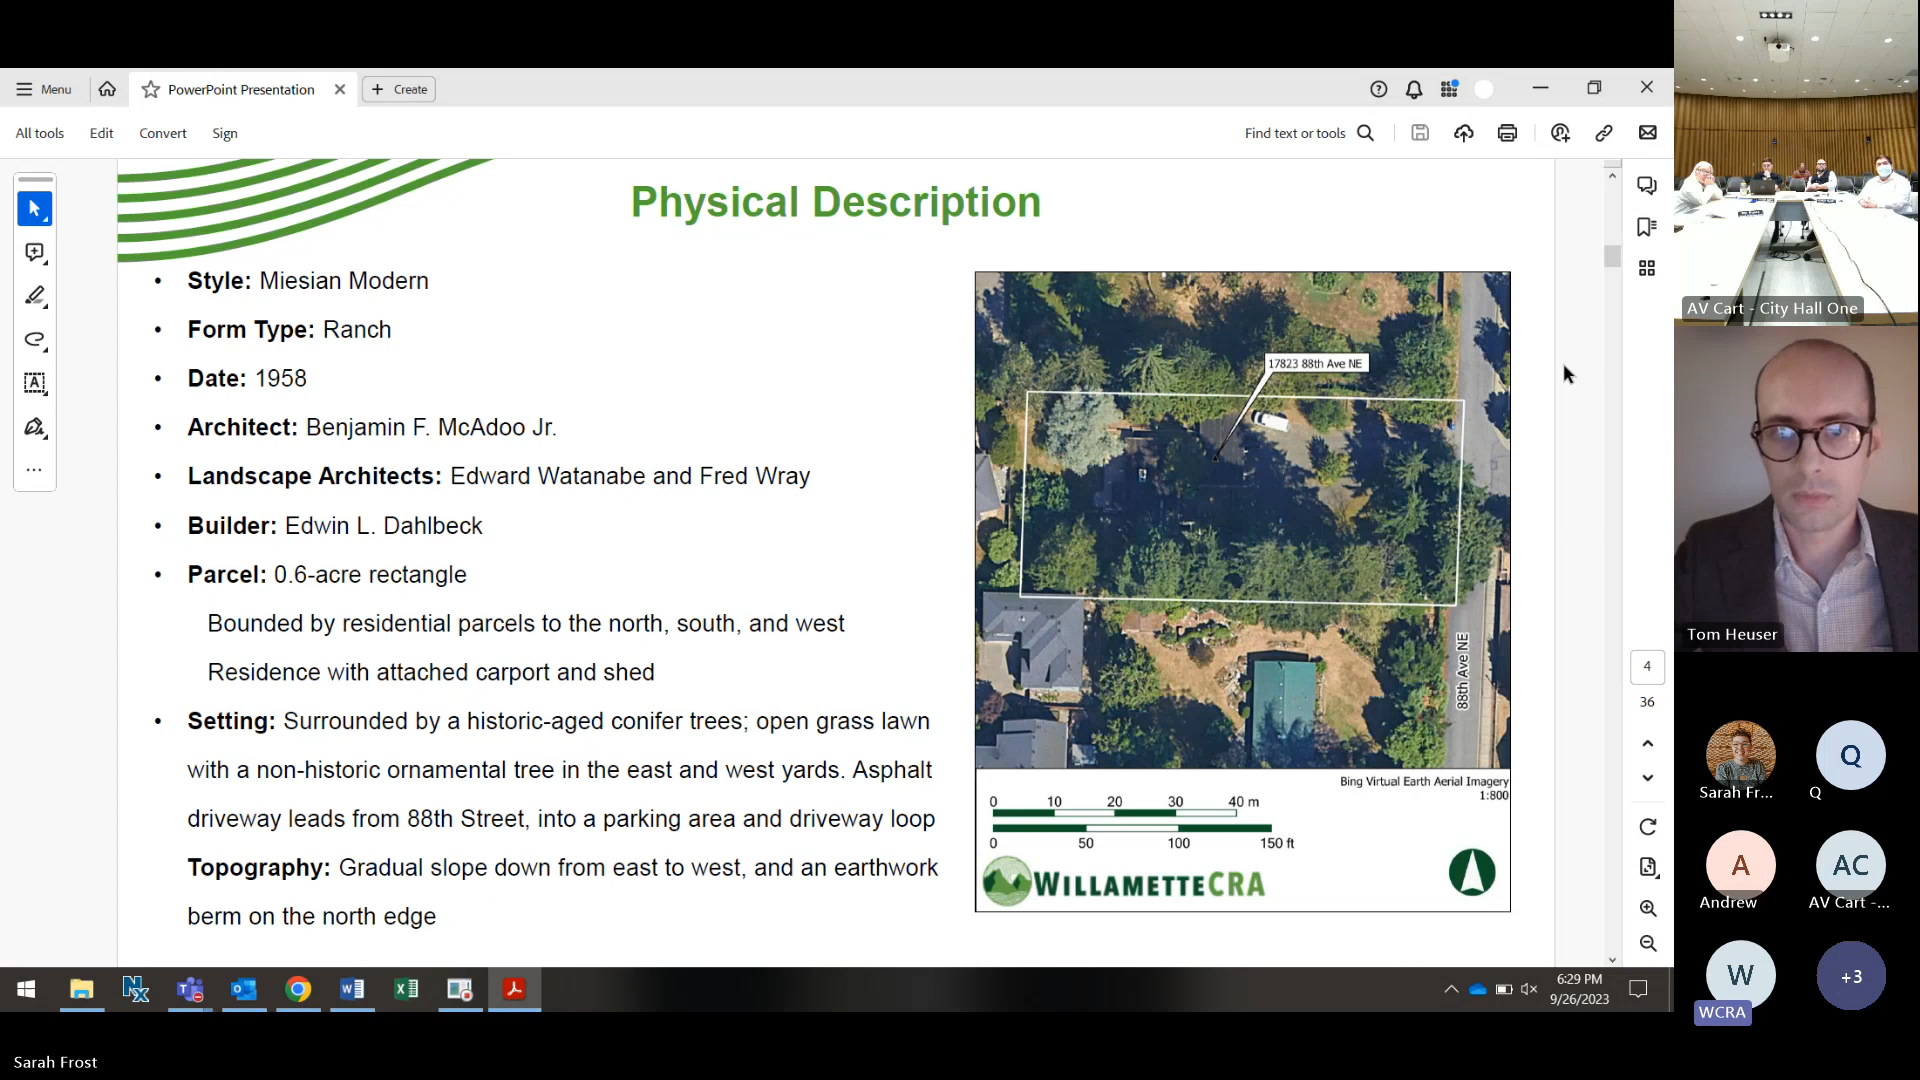 Menu
PowerPoint Presentation
Create
All tools
Edit
Convert
Sign
Find text or tools
Physical Description
• Style: Miesian Modern
• Form Type: Ranch
• Date: 1958
• Architect: Benjamin F. McAdoo Jr.
• Landscape Architects: Edward Watanabe and Fred Wray
• Builder: Edwin L. Dahlbeck
• Parcel: 0.6-acre rectangle
Bounded by residential parcels to the north, south, and west
Residence with attached carport and shed
• Setting: Surrounded by a historic-aged conifer trees; open grass lawn
with a non-historic ornamental tree in the east and west yards. Asphalt
driveway leads from 88th Street, into a parking area and driveway loop
Topography: Gradual slope down from east to west, and an earthwork
berm on the north edge
17823 88th Ave NE
88th Ave NE
Bing Virtual Earth Aerial Imagery
1:800
0 10 20 30 40 m
0 50 100 150 ft
WILLAMETTECRA
4
36
6:29 PM
9/26/2023
Sarah Frost
AV Cart - City Hall One
Tom Heuser
Sarah Fr...
Q
Q
A
Andrew
AC
AV Cart -...
W
WCRA
+3